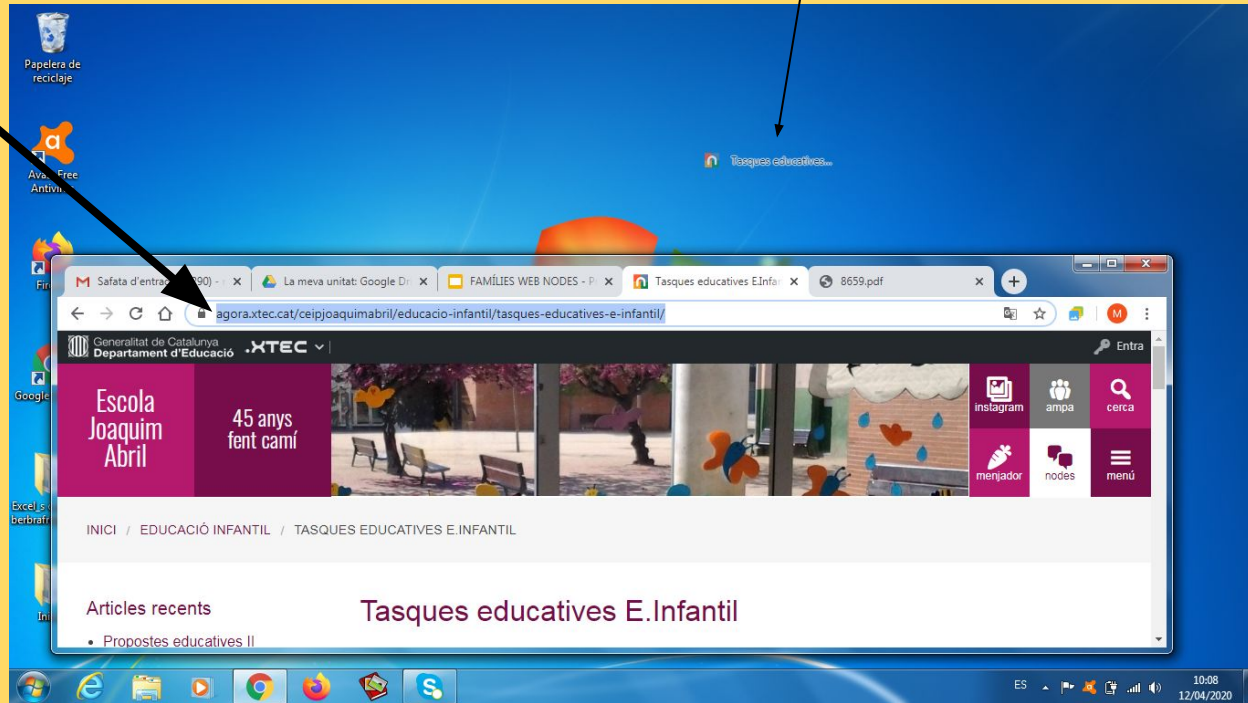 Papelera de
reciclaje
Free
Tasques educatives...
Safata d'entra
La meva unitat: Google Dri
FAMÍLIES WEB NODES - P
Tasques educatives E.Infan
8659.pdf
agora.xtec.cat/ceipjoaquimabril/educacio-infantil/tasques-educatives-e-infantil/
M
Generalitat de Catalunya
Departament d'Educació
.XTEC
Entra
Escola
Joaquim
Abril
45 anys
fent camí
instagram
ampa
cerca
menjador
nodes
menú
Google
INICI / EDUCACIÓ INFANTIL / TASQUES EDUCATIVES E.INFANTIL
Articles recents
Tasques educatives E.Infantil
• Propostes educatives II
ES
10:08
12/04/2020